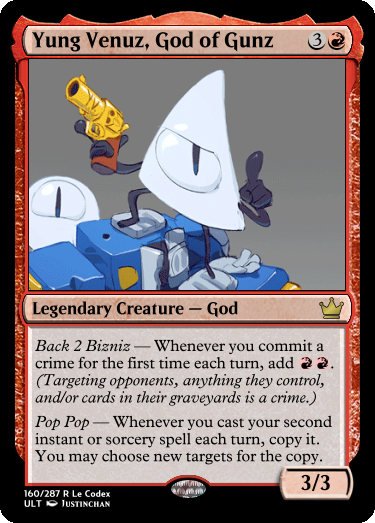 Yung Venuz, God of Gunz 3
Legendary Creature — God
Back 2 Bizniz — Whenever you commit a
crime for the first time each turn, add .
(Targeting opponents, anything they control,
and/or cards in their graveyards is a crime.)
Pop Pop — Whenever you cast your second
instant or sorcery spell each turn, copy it.
You may choose new targets for the copy.
3/3
160/287 R Le Codex
ULT Justinchan